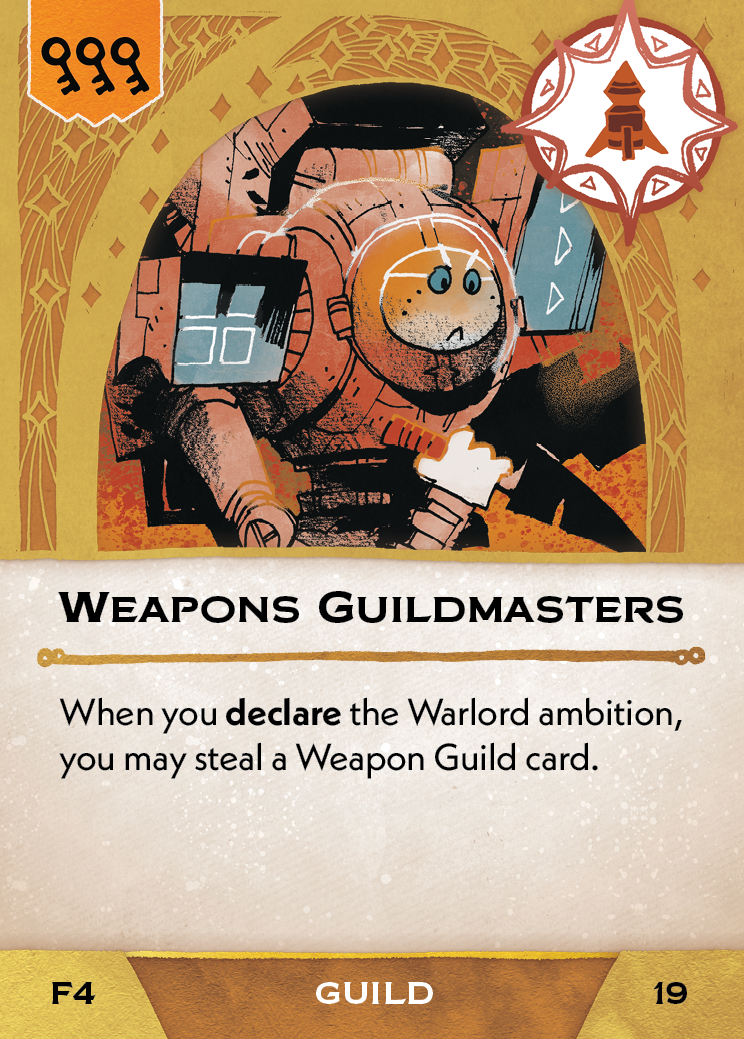 Weapons Guildmasters
When you declare the Warlord ambition,
you may steal a Weapon Guild card.
F4 GUILD 19